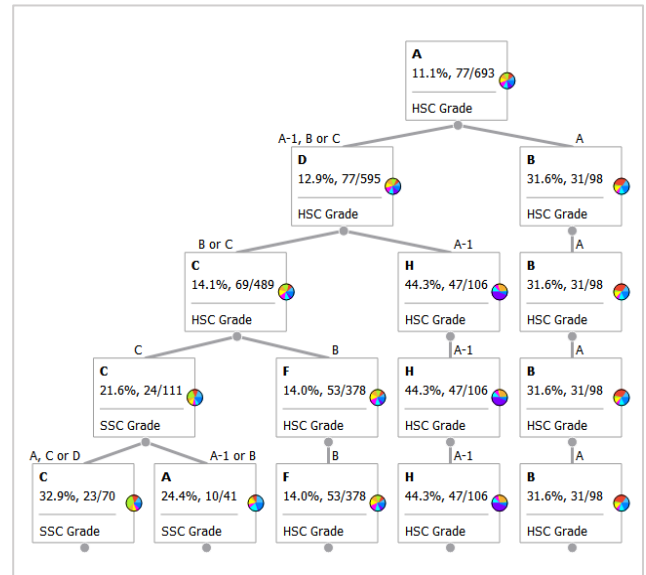 A
11.1%, 77/693
HSC Grade
A-1, B or C
A
D
12.9%, 77/595
HSC Grade
B
31.6%, 31/98
HSC Grade
B or C
A-1
A
C
14.1%, 69/489
HSC Grade
H
44.3%, 47/106
HSC Grade
B
31.6%, 31/98
HSC Grade
C
B
A-1
A
C
21.6%, 24/111
SSC Grade
F
14.0%, 53/378
HSC Grade
H
44.3%, 47/106
HSC Grade
B
31.6%, 31/98
HSC Grade
A, C or D
A-1 or B
B
A-1
A
C
32.9%, 23/70
SSC Grade
A
24.4%, 10/41
SSC Grade
F
14.0%, 53/378
HSC Grade
H
44.3%, 47/106
HSC Grade
B
31.6%, 31/98
HSC Grade